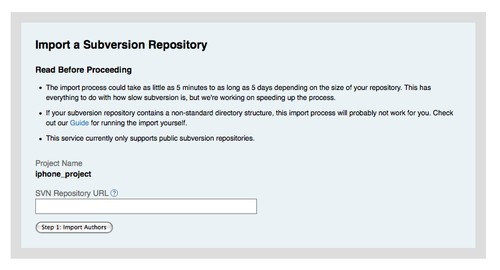 Import a Subversion Repository
Read Before Proceeding
• The import process could take as little as 5 minutes to as long as 5 days depending on the size of your repository. This has
everything to do with how slow subversion is, but we're working on speeding up the process.
• If your subversion repository contains a non-standard directory structure, this import process will probably not work for you. Check
out our Guide for running the import yourself.
• This service currently only supports public subversion repositories.
Project Name
iphone_project
SVN Repository URL ?
Step 1: Import Authors